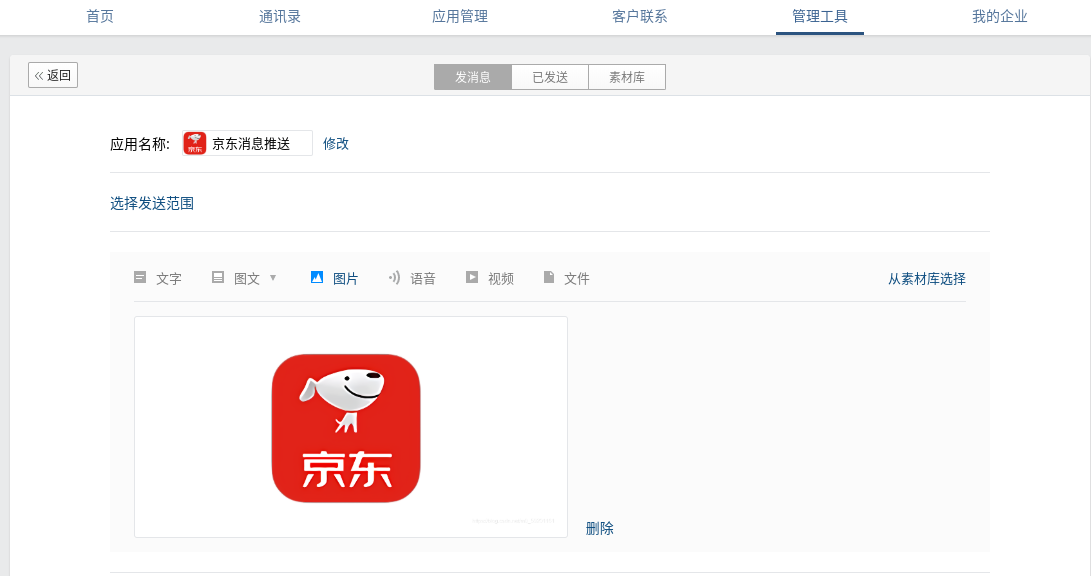 首页 通讯录 应用管理 客户联系 管理工具 我的企业
返回 发消息 已发送 素材库
应用名称: 京东 京东消息推送 修改
选择发送范围
文字 图文 图片 语音 视频 文件 从素材库选择
京东
删除